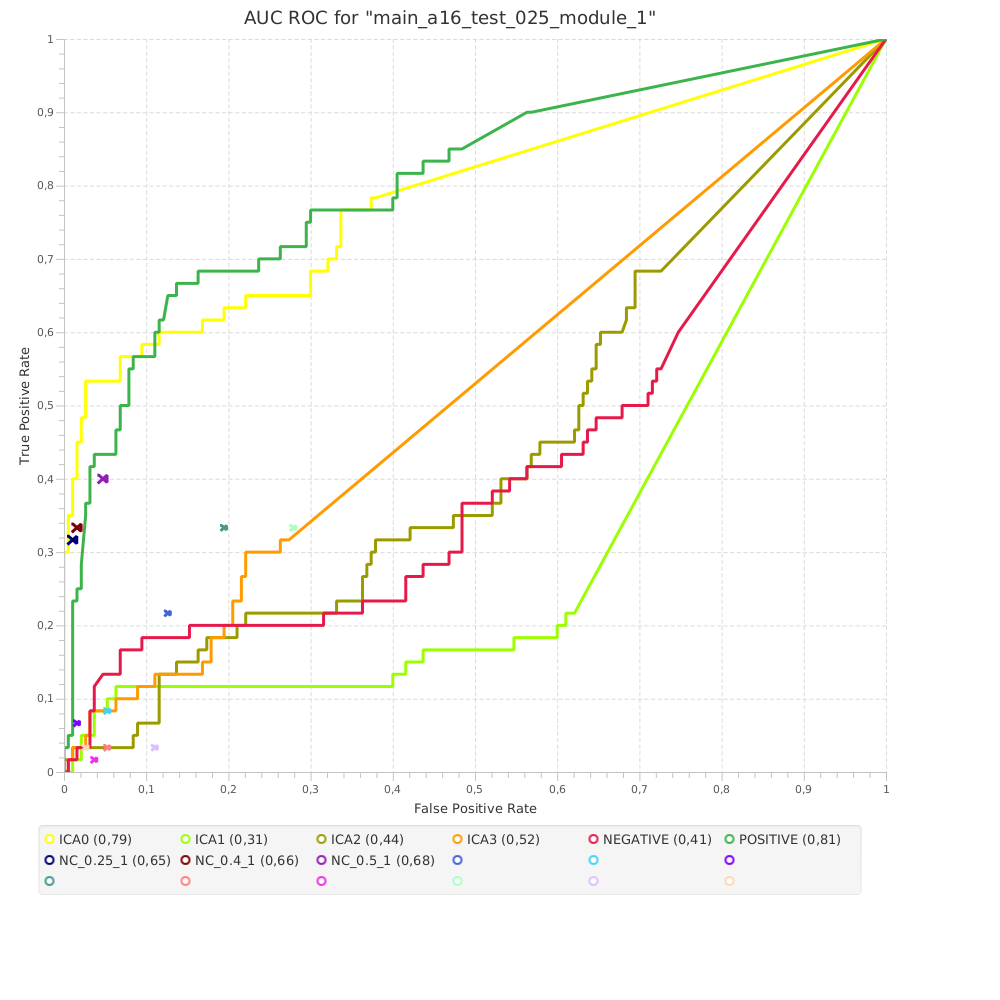 AUC ROC for "main_a16_test_025_module_1"
1
0,9
0,8
0,7
0,6
0,5
0,4
0,3
0,2
0,1
0
True Positive Rate
0 0,1 0,2 0,3 0,4 0,5 0,6 0,7 0,8 0,9 1
False Positive Rate
ICA0 (0,79) ICA1 (0,31) ICA2 (0,44) ICA3 (0,52) NEGATIVE (0,41) POSITIVE (0,81)
NC_0.25_1 (0,65) NC_0.4_1 (0,66) NC_0.5_1 (0,68)